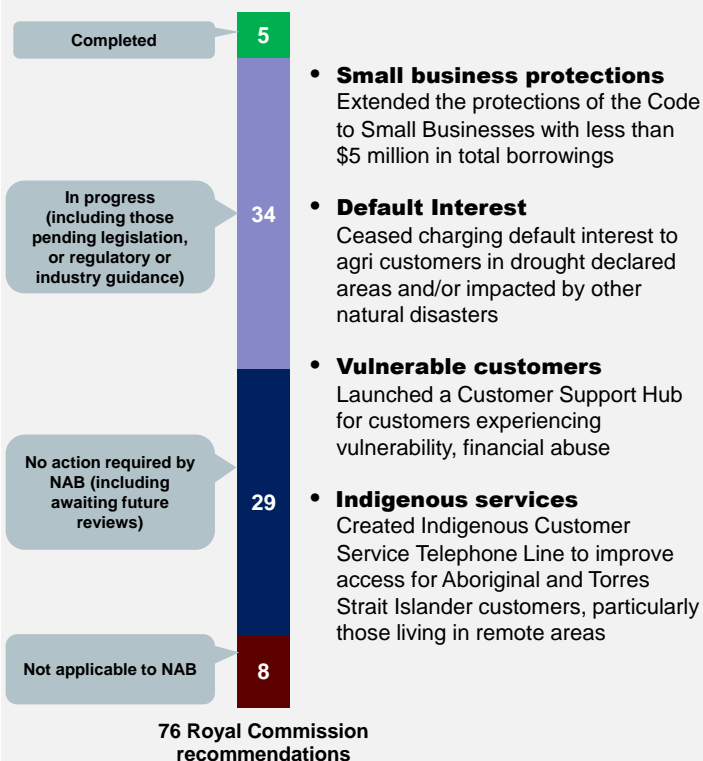 Completed
5
In progress
(including those
pending legislation,
or regulatory or
industry guidance)
34
No action required by
NAB (including
awaiting future
reviews)
29
Not applicable to NAB
8
76 Royal Commission
recommendations
• Small business protections
Extended the protections of the Code
to Small Businesses with less than
$5 million in total borrowings
• Default Interest
Ceased charging default interest to
agri customers in drought declared
areas and/or impacted by other
natural disasters
• Vulnerable customers
Launched a Customer Support Hub
for customers experiencing
vulnerability, financial abuse
• Indigenous services
Created Indigenous Customer
Service Telephone Line to improve
access for Aboriginal and Torres
Strait Islander customers, particularly
those living in remote areas